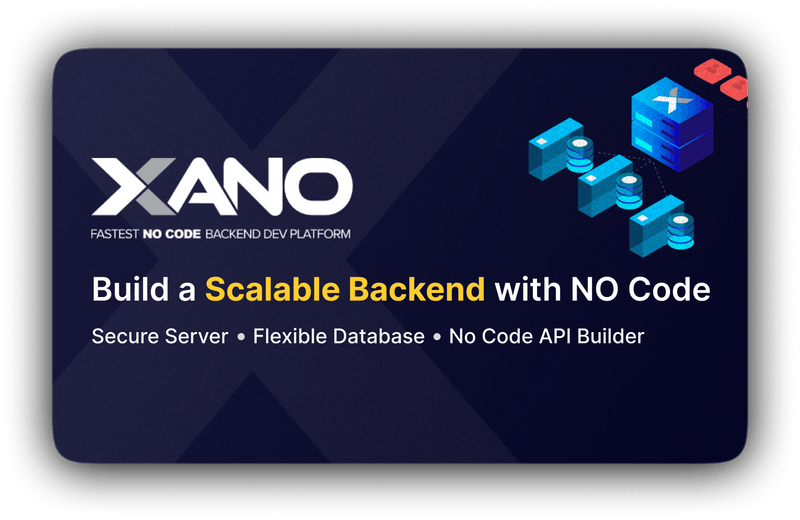 XANO
FASTEST NO CODE BACKEND DEV PLATFORM
Build a Scalable Backend with NO Code
Secure Server • Flexible Database • No Code API Builder